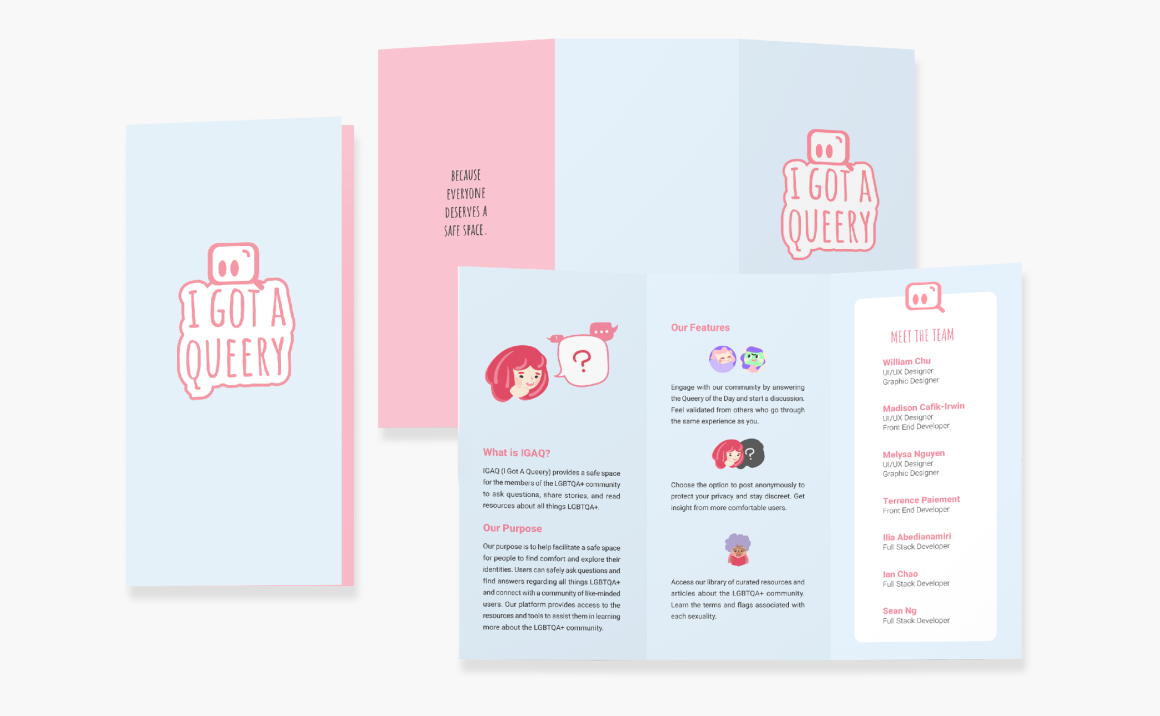 I GOT A
QUEERY
BECAUSE
EVERYONE
DESERVES A
SAFE SPACE.
I GOT A
QUEERY
?
What is IGAQ?
IGAQ (I Got A Queery) provides a safe space
for the members of the LGBTQA+ community
to ask questions, share stories, and read
resources about all things LGBTQA+.
Our Purpose
Our purpose is to help facilitate a safe space
for people to find comfort and explore their
identities. Users can safely ask questions and
find answers regarding all things LGBTQA+
and connect with a community of like-minded
users. Our platform provides access to the
resources and tools to assist them in learning
more about the LGBTQA+ community.
Our Features
Engage with our community by answering
the Queery of the Day and start a discussion.
Feel validated from others who go through
the same experience as you.
?
Choose the option to post anonymously to
protect your privacy and stay discreet. Get
insight from more comfortable users.
Access our library of curated resources and
articles about the LGBTQA+ community.
Learn the terms and flags associated with
each sexuality.
MEET THE TEAM
William Chu
UI/UX Designer
Graphic Designer
Madison Cafik-Irwin
UI/UX Designer
Front End Developer
Melysa Nguyen
UI/UX Designer
Graphic Designer
Terrence Paiement
Front End Developer
Ilia Abedianamiri
Full Stack Developer
Ian Chao
Full Stack Developer
Sean Ng
Full Stack Developer